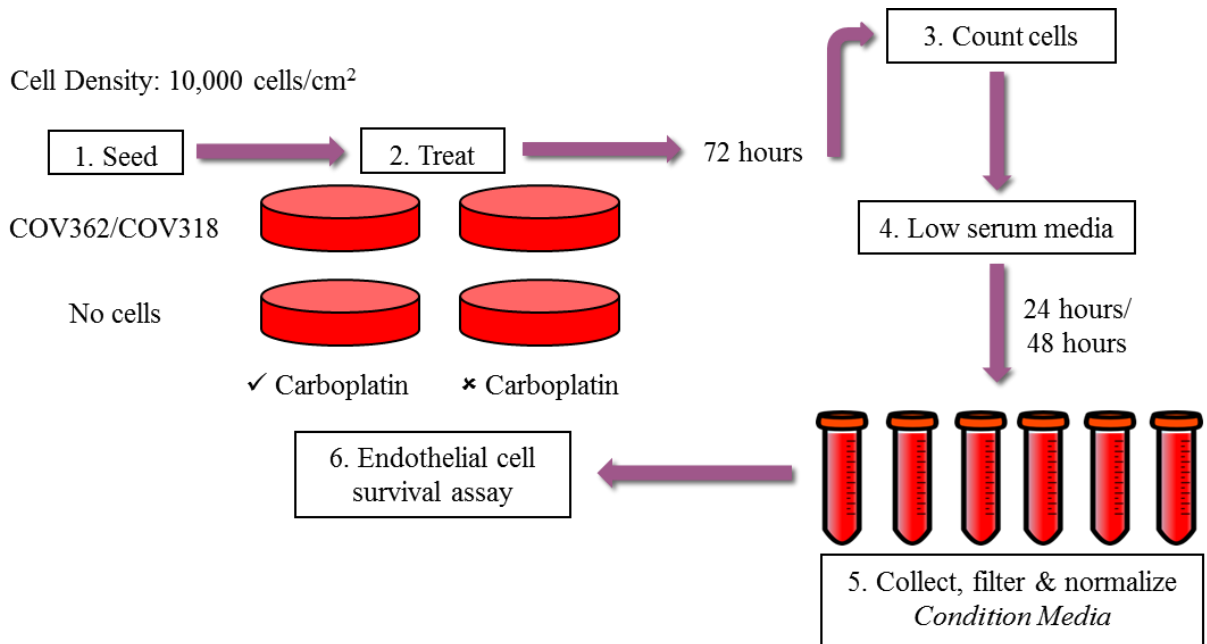 3. Count cells
Cell Density: 10,000 cells/cm²
1. Seed
2. Treat
72 hours
COV362/COV318
4. Low serum media
No cells
24 hours/
48 hours
✓ Carboplatin
× Carboplatin
6. Endothelial cell
survival assay
5. Collect, filter & normalize
Condition Media